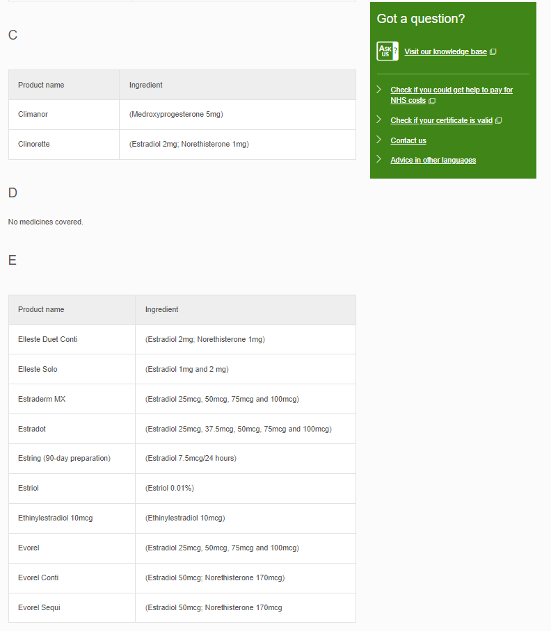 C
Product name Ingredient
Climanor (Medroxyprogesterone 5mg)
Clinorette (Estradiol 2mg; Norethisterone 1mg)
D
No medicines covered.
E
Product name Ingredient
Elleste Duet Conti (Estradiol 2mg; Norethisterone 1mg)
Elleste Solo (Estradiol 1mg and 2 mg)
Estraderm MX (Estradiol 25mcg, 50mcg, 75mcg and 100mcg)
Estradot (Estradiol 25mcg, 37.5mcg, 50mcg, 75mcg and 100mcg)
Estring (90-day preparation) (Estradiol 7.5mcg/24 hours)
Estriol (Estriol 0.01%)
Ethinylestradiol 10mcg (Ethinylestradiol 10mcg)
Evorel (Estradiol 25mcg, 50mcg, 75mcg and 100mcg)
Evorel Conti (Estradiol 50mcg; Norethisterone 170mcg)
Evorel Sequi (Estradiol 50mcg; Norethisterone 170mcg
Got a question?
ASK US ?
Visit our knowledge base
Check if you could get help to pay for
NHS costs
Check if your certificate is valid
Contact us
Advice in other languages